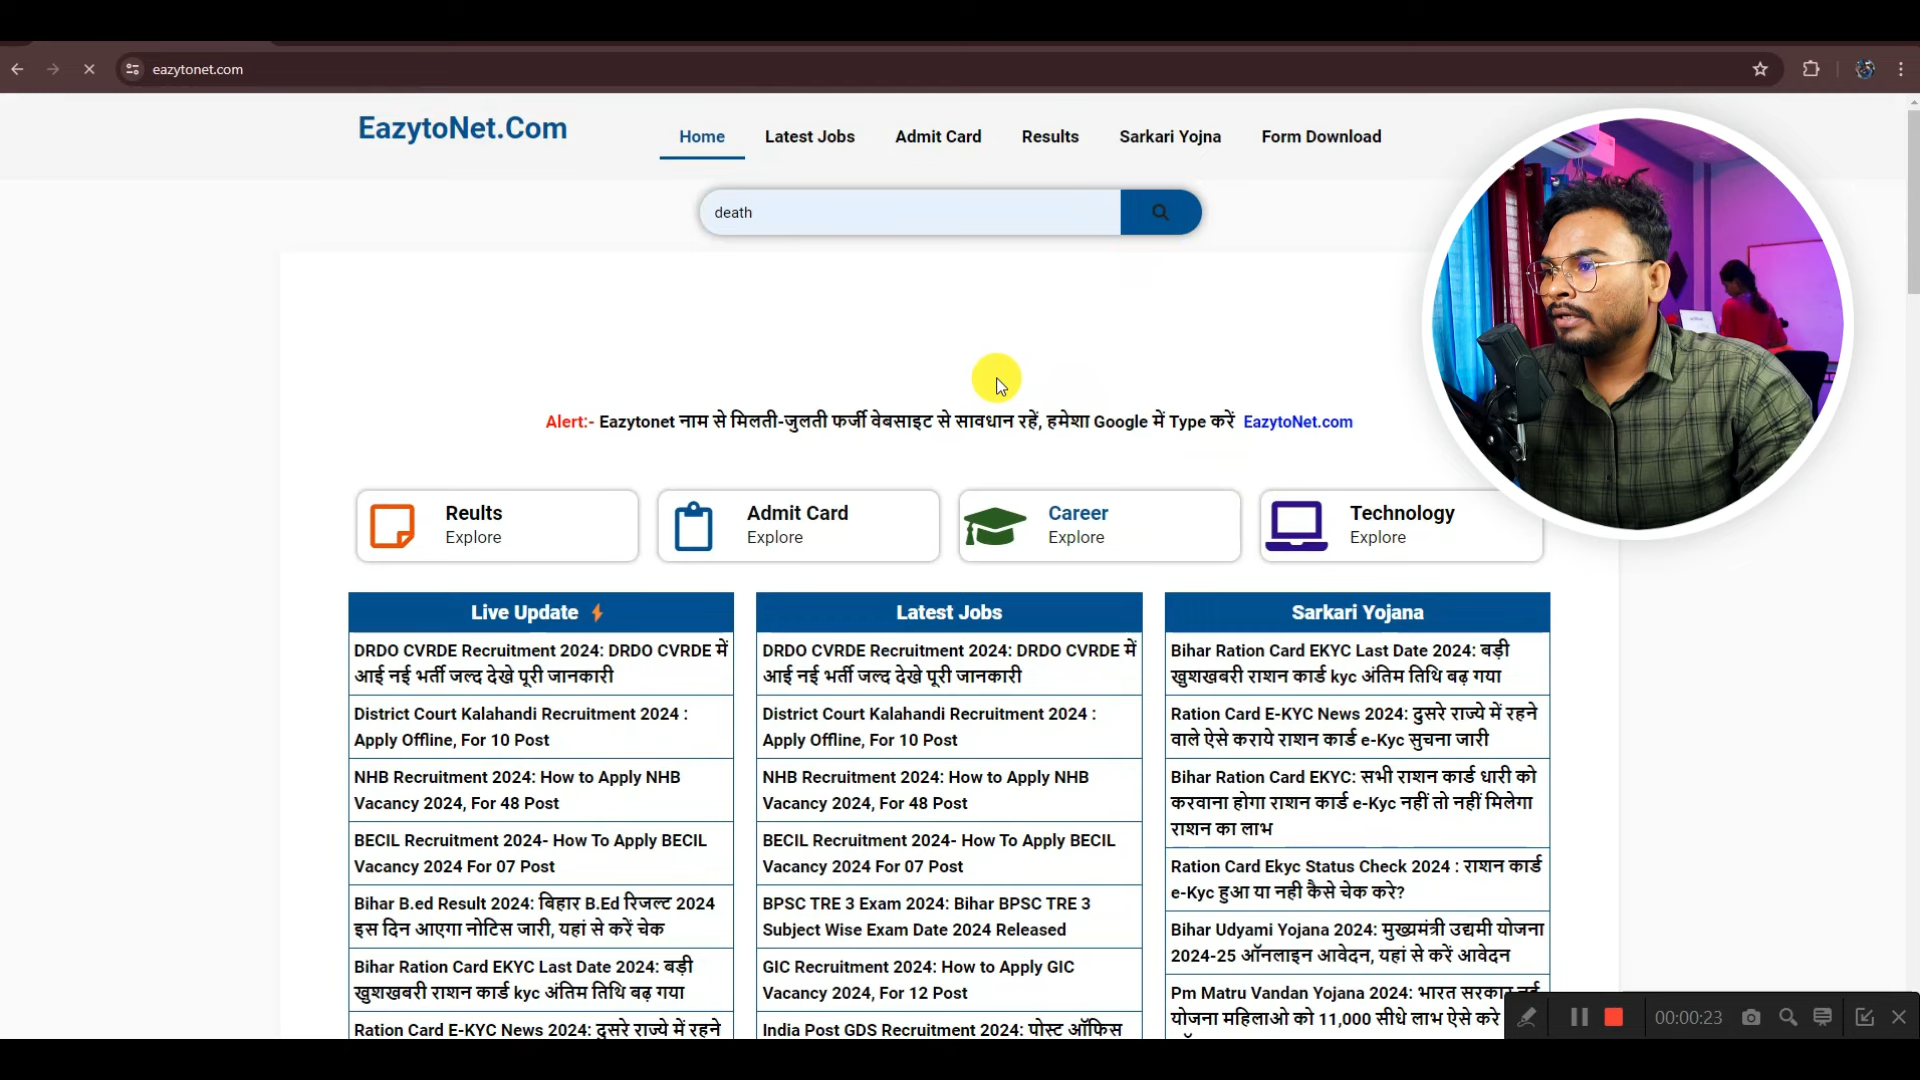 eazytonet.com
EazytoNet.Com
Home
Latest Jobs
Admit Card
Results
Sarkari Yojna
Form Download
death
Alert:- Eazytonet नाम से मिलती-जुलती फर्जी वेबसाइट से सावधान रहें, हमेशा Google में Type करें EazytoNet.com
Reults
Explore
Admit Card
Explore
Career
Explore
Technology
Explore
Live Update
DRDO CVRDE Recruitment 2024: DRDO CVRDE में
आई नई भर्ती जल्द देखे पूरी जानकारी
District Court Kalahandi Recruitment 2024 :
Apply Offline, For 10 Post
NHB Recruitment 2024: How to Apply NHB
Vacancy 2024, For 48 Post
BECIL Recruitment 2024- How To Apply BECIL
Vacancy 2024 For 07 Post
Bihar B.ed Result 2024: बिहार B.Ed रिजल्ट 2024
इस दिन आएगा नोटिस जारी, यहां से करें चेक
Bihar Ration Card EKYC Last Date 2024: बड़ी
खुशखबरी राशन कार्ड kyc अंतिम तिथि बढ़ गया
Ration Card E-KYC News 2024: दुसरे राज्ये में रहने
Latest Jobs
DRDO CVRDE Recruitment 2024: DRDO CVRDE में
आई नई भर्ती जल्द देखे पूरी जानकारी
District Court Kalahandi Recruitment 2024 :
Apply Offline, For 10 Post
NHB Recruitment 2024: How to Apply NHB
Vacancy 2024, For 48 Post
BECIL Recruitment 2024- How To Apply BECIL
Vacancy 2024 For 07 Post
BPSC TRE 3 Exam 2024: Bihar BPSC TRE 3
Subject Wise Exam Date 2024 Released
GIC Recruitment 2024: How to Apply GIC
Vacancy 2024, For 12 Post
India Post GDS Recruitment 2024: पोस्ट ऑफिस
Sarkari Yojana
Bihar Ration Card EKYC Last Date 2024: बड़ी
खुशखबरी राशन कार्ड kyc अंतिम तिथि बढ़ गया
Ration Card E-KYC News 2024: दुसरे राज्ये में रहने
वाले ऐसे कराये राशन कार्ड e-Kyc सुचना जारी
Bihar Ration Card EKYC: सभी राशन कार्ड धारी को
करवाना होगा राशन कार्ड e-Kyc नहीं तो नहीं मिलेगा
राशन का लाभ
Ration Card Ekyc Status Check 2024 : राशन कार्ड
e-Kyc हुआ या नही कैसे चेक करे?
Bihar Udyami Yojana 2024: मुख्यमंत्री उद्यमी योजना
2024-25 ऑनलाइन आवेदन, यहां से करें आवेदन
Pm Matru Vandan Yojana 2024: भारत सरकार
योजना महिलाओ को 11,000 सीधे लाभ ऐसे करे
00:00:23